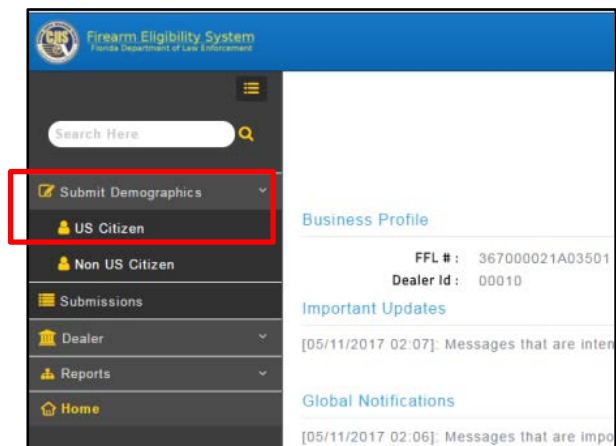 CJIS
Firearm Eligibility System
Florida Department of Law Enforcement
Search Here
Submit Demographics
US Citizen
Non US Citizen
Submissions
Dealer
Reports
Home
Business Profile
FFL # : 367000021A03501
Dealer Id : 00010
Important Updates
[05/11/2017 02:07]: Messages that are inten
Global Notifications
[05/11/2017 02:06]: Messages that are impo